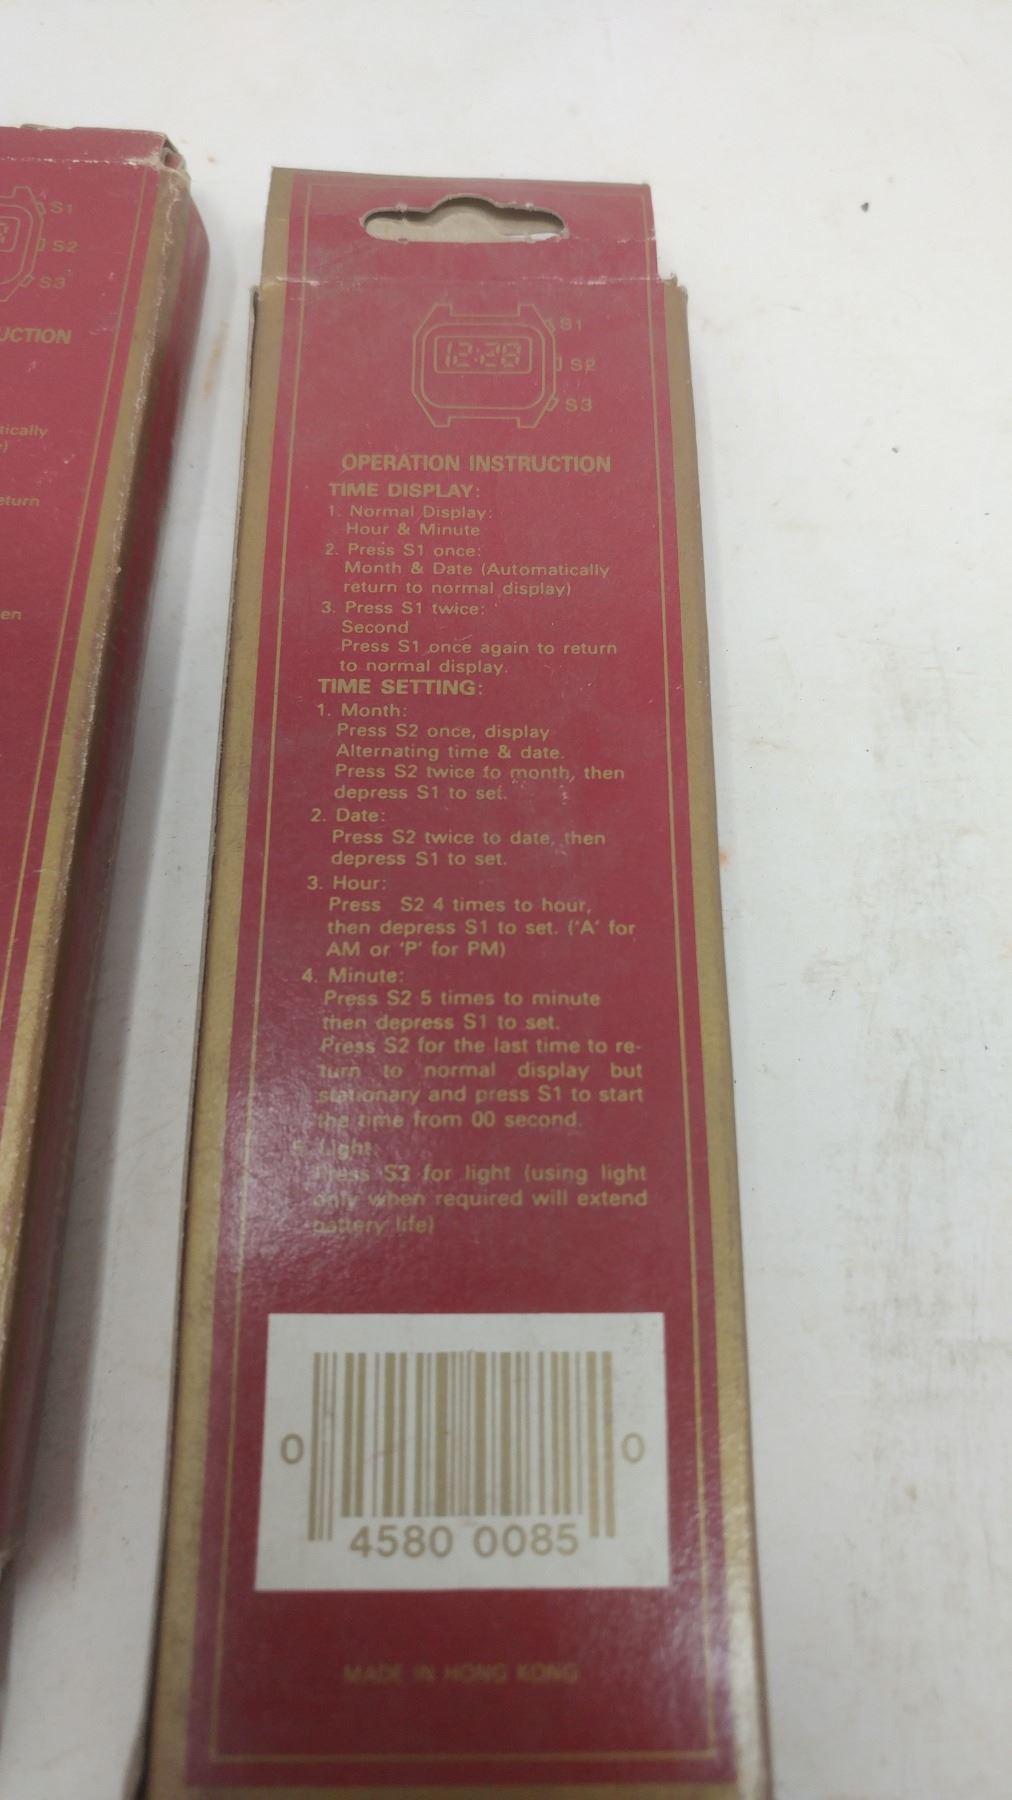 S1
S2
S3
UCTION
tically
eturn
en
12:28
S1
S2
S3
OPERATION INSTRUCTION
TIME DISPLAY:
1. Normal Display:
Hour & Minute
2. Press S1 once:
Month & Date (Automatically
return to normal display)
3. Press S1 twice:
Second
Press S1 once again to return
to normal display.
TIME SETTING:
1. Month:
Press S2 once, display
Alternating time & date.
Press S2 twice to month, then
depress S1 to set.
2. Date:
Press S2 twice to date, then
depress S1 to set.
3. Hour:
Press S2 4 times to hour,
then depress S1 to set. ('A' for
AM or 'P' for PM)
4. Minute:
Press S2 5 times to minute
then depress S1 to set.
Press S2 for the last time to re-
turn to normal display but
stationary and press S1 to start
the time from 00 second.
5. Light:
Press S3 for light (using light
only when required will extend
battery life)
0 4580 0085 0
MADE IN HONG KONG